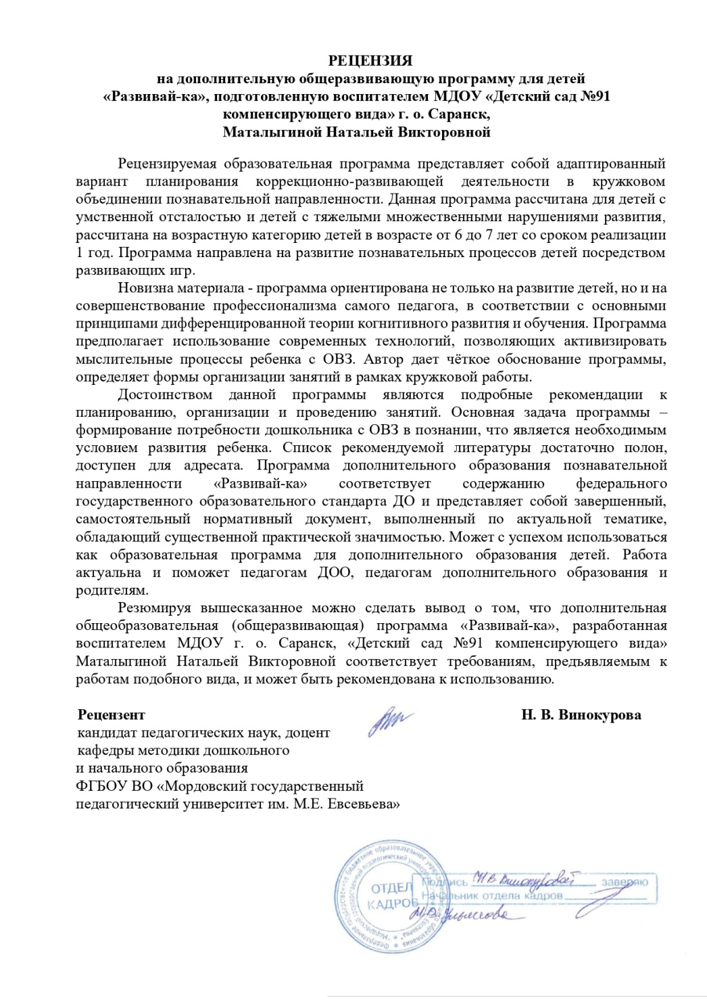 РЕЦЕНЗИЯ
на дополнительную общеразвивающую программу для детей
«Развивай-ка», подготовленную воспитателем МДОУ «Детский сад №91
компенсирующего вида» г. о. Саранск,
Маталыгиной Натальей Викторовной
Рецензируемая образовательная программа представляет собой адаптированный
вариант планирования коррекционно-развивающей деятельности в кружковом
объединении познавательной направленности. Данная программа рассчитана для детей с
умственной отсталостью и детей с тяжелыми множественными нарушениями развития,
рассчитана на возрастную категорию детей в возрасте от 6 до 7 лет со сроком реализации
1 год. Программа направлена на развитие познавательных процессов детей посредством
развивающих игр.
Новизна материала - программа ориентирована не только на развитие детей, но и на
совершенствование профессионализма самого педагога, в соответствии с основными
принципами дифференцированной теории когнитивного развития и обучения. Программа
предполагает использование современных технологий, позволяющих активизировать
мыслительные процессы ребенка с ОВЗ. Автор дает чёткое обоснование программы,
определяет формы организации занятий в рамках кружковой работы.
Достоинством данной программы являются подробные рекомендации к
планированию, организации и проведению занятий. Основная задача программы –
формирование потребности дошкольника с ОВЗ в познании, что является необходимым
условием развития ребенка. Список рекомендуемой литературы достаточно полон,
доступен для адресата. Программа дополнительного образования познавательной
направленности «Развивай-ка» соответствует содержанию федерального
государственного образовательного стандарта ДО и представляет собой завершенный,
самостоятельный нормативный документ, выполненный по актуальной тематике,
обладающий существенной практической значимостью. Может с успехом использоваться
как образовательная программа для дополнительного образования детей. Работа
актуальна и поможет педагогам ДОО, педагогам дополнительного образования и
родителям.
Резюмируя вышесказанное можно сделать вывод о том, что дополнительная
общеобразовательная (общеразвивающая) программа «Развивай-ка», разработанная
воспитателем МДОУ г. о. Саранск, «Детский сад №91 компенсирующего вида»
Маталыгиной Натальей Викторовной соответствует требованиям, предъявляемым к
работам подобного вида, и может быть рекомендована к использованию.
Рецензент Н. В. Винокурова
кандидат педагогических наук, доцент
кафедры методики дошкольного
и начального образования
ФГБОУ ВО «Мордовский государственный
педагогический университет им. М.Е. Евсевьева»
ОТДЕЛ
КАДРОВ
Подпись Н.В. Винокуровой заверяю
Начальник отдела кадров